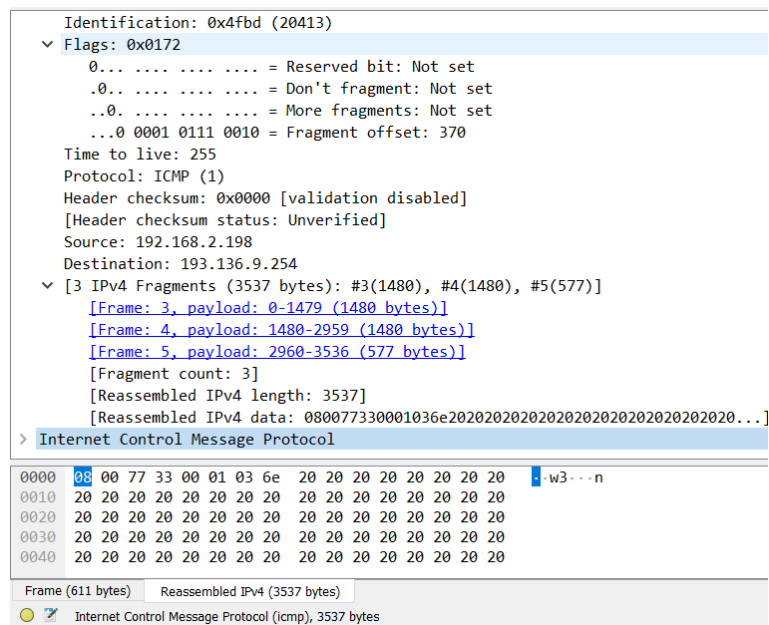 Identification: 0x4fbd (20413)
Flags: 0x0172
0... .... .... .... = Reserved bit: Not set
.0.. .... .... .... = Don't fragment: Not set
..0. .... .... .... = More fragments: Not set
...0 0001 0111 0010 = Fragment offset: 370
Time to live: 255
Protocol: ICMP (1)
Header checksum: 0x0000 [validation disabled]
[Header checksum status: Unverified]
Source: 192.168.2.198
Destination: 193.136.9.254
[3 IPv4 Fragments (3537 bytes): #3(1480), #4(1480), #5(577)]
[Frame: 3, payload: 0-1479 (1480 bytes)]
[Frame: 4, payload: 1480-2959 (1480 bytes)]
[Frame: 5, payload: 2960-3536 (577 bytes)]
[Fragment count: 3]
[Reassembled IPv4 length: 3537]
[Reassembled IPv4 data: 080077330001036e20202020202020202020202020202020...]
Internet Control Message Protocol
0000 08 00 77 33 00 01 03 6e 20 20 20 20 20 20 20 20 ··w3···n
0010 20 20 20 20 20 20 20 20 20 20 20 20 20 20 20 20
0020 20 20 20 20 20 20 20 20 20 20 20 20 20 20 20 20
0030 20 20 20 20 20 20 20 20 20 20 20 20 20 20 20 20
0040 20 20 20 20 20 20 20 20 20 20 20 20 20 20 20 20
Frame (611 bytes) Reassembled IPv4 (3537 bytes)
Internet Control Message Protocol (icmp), 3537 bytes